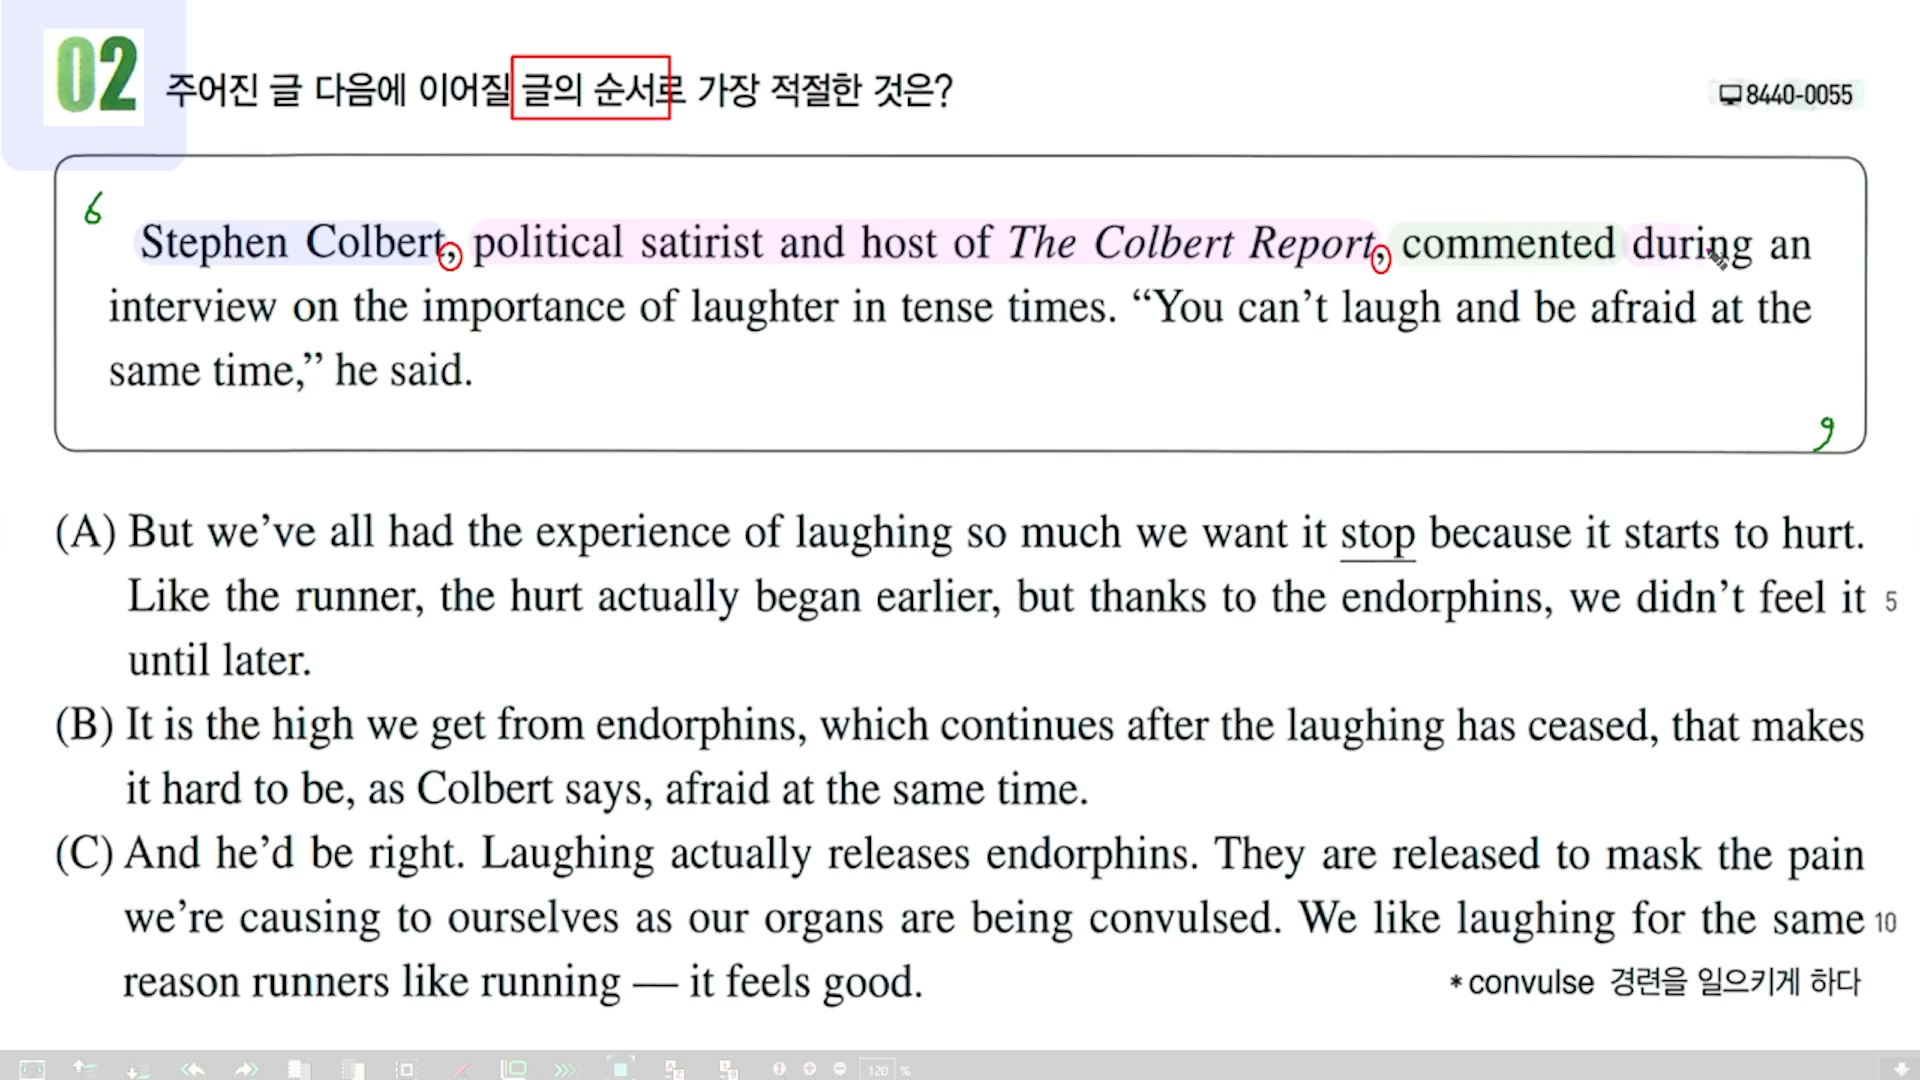 02 주어진 글 다음에 이어질 글의 순서로 가장 적절한 것은? 8440-0055
6
Stephen Colbert, political satirist and host of The Colbert Report, commented during an
interview on the importance of laughter in tense times. “You can’t laugh and be afraid at the
same time,” he said.
9
(A) But we’ve all had the experience of laughing so much we want it stop because it starts to hurt.
Like the runner, the hurt actually began earlier, but thanks to the endorphins, we didn’t feel it 5
until later.
(B) It is the high we get from endorphins, which continues after the laughing has ceased, that makes
it hard to be, as Colbert says, afraid at the same time.
(C) And he’d be right. Laughing actually releases endorphins. They are released to mask the pain
we’re causing to ourselves as our organs are being convulsed. We like laughing for the same 10
reason runners like running — it feels good. *convulse 경련을 일으키게 하다
120 %